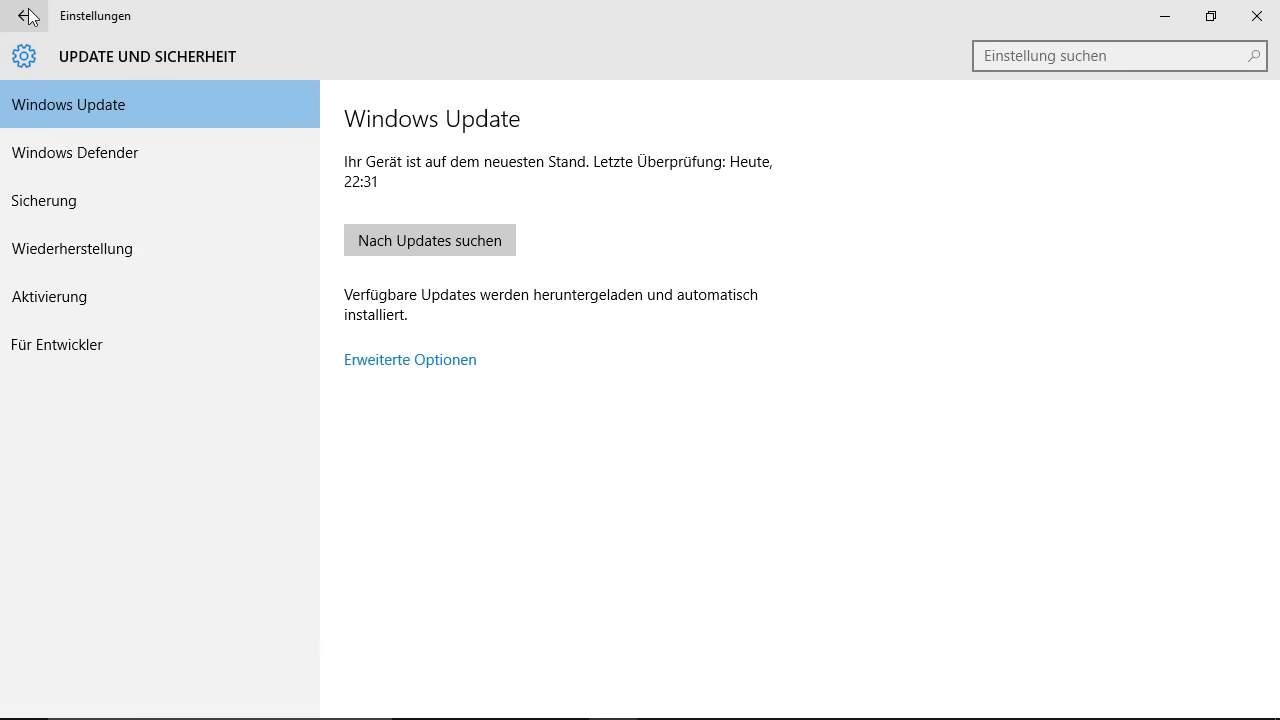 Einstellungen
UPDATE UND SICHERHEIT
Einstellung suchen
Windows Update
Windows Defender
Sicherung
Wiederherstellung
Aktivierung
Für Entwickler
Windows Update
Ihr Gerät ist auf dem neuesten Stand. Letzte Überprüfung: Heute,
22:31
Nach Updates suchen
Verfügbare Updates werden heruntergeladen und automatisch
installiert.
Erweiterte Optionen